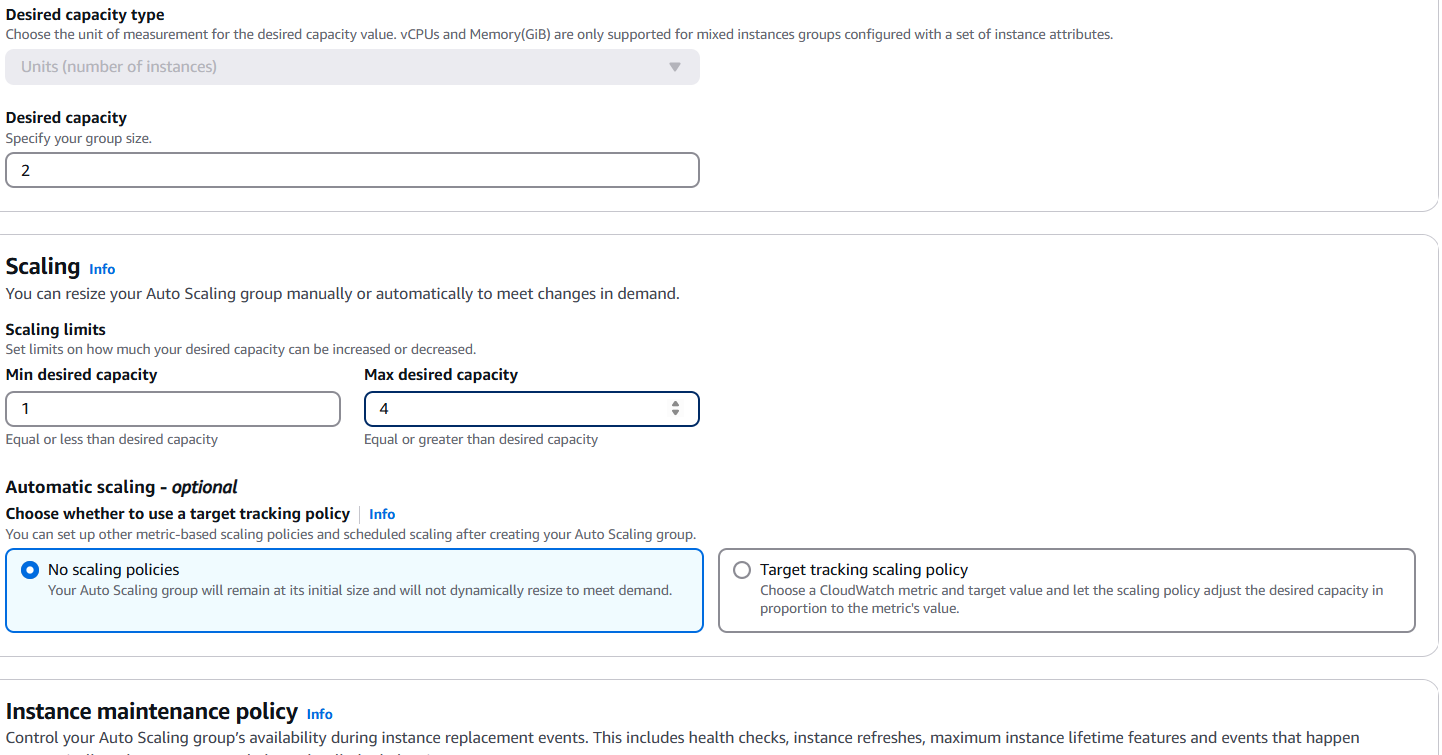 Desired capacity type
Choose the unit of measurement for the desired capacity value. vCPUs and Memory(GiB) are only supported for mixed instances groups configured with a set of instance attributes.
Units (number of instances)
Desired capacity
Specify your group size.
2
Scaling Info
You can resize your Auto Scaling group manually or automatically to meet changes in demand.
Scaling limits
Set limits on how much your desired capacity can be increased or decreased.
Min desired capacity Max desired capacity
1 4
Equal or less than desired capacity Equal or greater than desired capacity
Automatic scaling - optional
Choose whether to use a target tracking policy Info
You can set up other metric-based scaling policies and scheduled scaling after creating your Auto Scaling group.
No scaling policies
Your Auto Scaling group will remain at its initial size and will not dynamically resize to meet demand.
Target tracking scaling policy
Choose a CloudWatch metric and target value and let the scaling policy adjust the desired capacity in
proportion to the metric's value.
Instance maintenance policy Info
Control your Auto Scaling group’s availability during instance replacement events. This includes health checks, instance refreshes, maximum instance lifetime features and events that happen